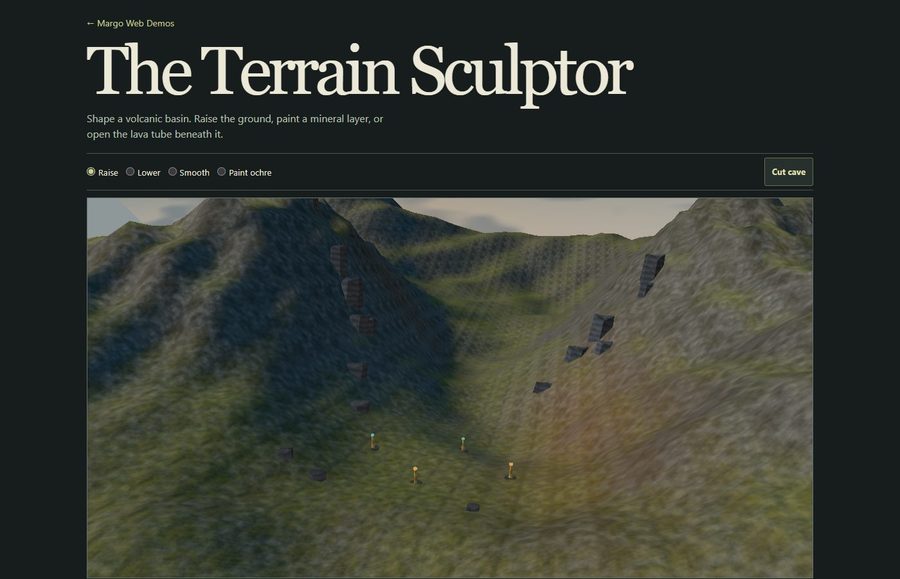 ← Margo Web Demos
The Terrain Sculptor
Shape a volcanic basin. Raise the ground, paint a mineral layer, or
open the lava tube beneath it.
Raise Lower Smooth Paint ochre Cut cave